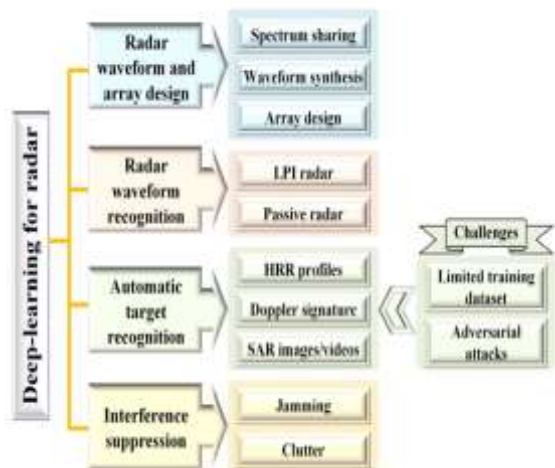 Deep-learning for radar
Radar
waveform and
array design
Spectrum sharing
Waveform synthesis
Array design
Radar
waveform
recognition
LPI radar
Passive radar
Automatic
target
recognition
HRR profiles
Doppler signature
SAR images/videos
Challenges
Limited training
dataset
Adversarial
attacks
Interference
suppression
Jamming
Clutter